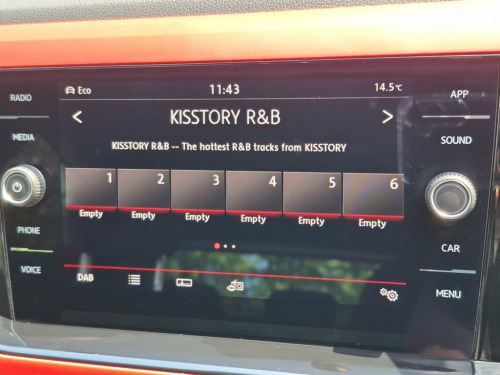 RADIO
MEDIA
PHONE
VOICE
Eco 11:43 14.5°C
< KISSTORY R&B >
KISSTORY R&B -- The hottest R&B tracks from KISSTORY
1 2 3 4 5 6
Empty Empty Empty Empty Empty Empty
DAB
APP
SOUND
CAR
MENU